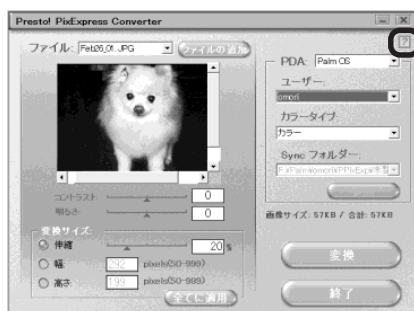 Presto! PixExpress Converter
ファイル: Feb26_01.JPG
ファイルの追加
?
PDA: Palm OS
ユーザー:
omori
カラータイプ:
カラー
Sync フォルダー:
コントラスト 0
明るさ: 0
画像サイズ: 57KB / 合計: 57KB
変換サイズ:
伸縮 20 %
幅: 292 pixels(50-999)
高さ: 199 pixels(50-999)
全てに適用
変換
終了